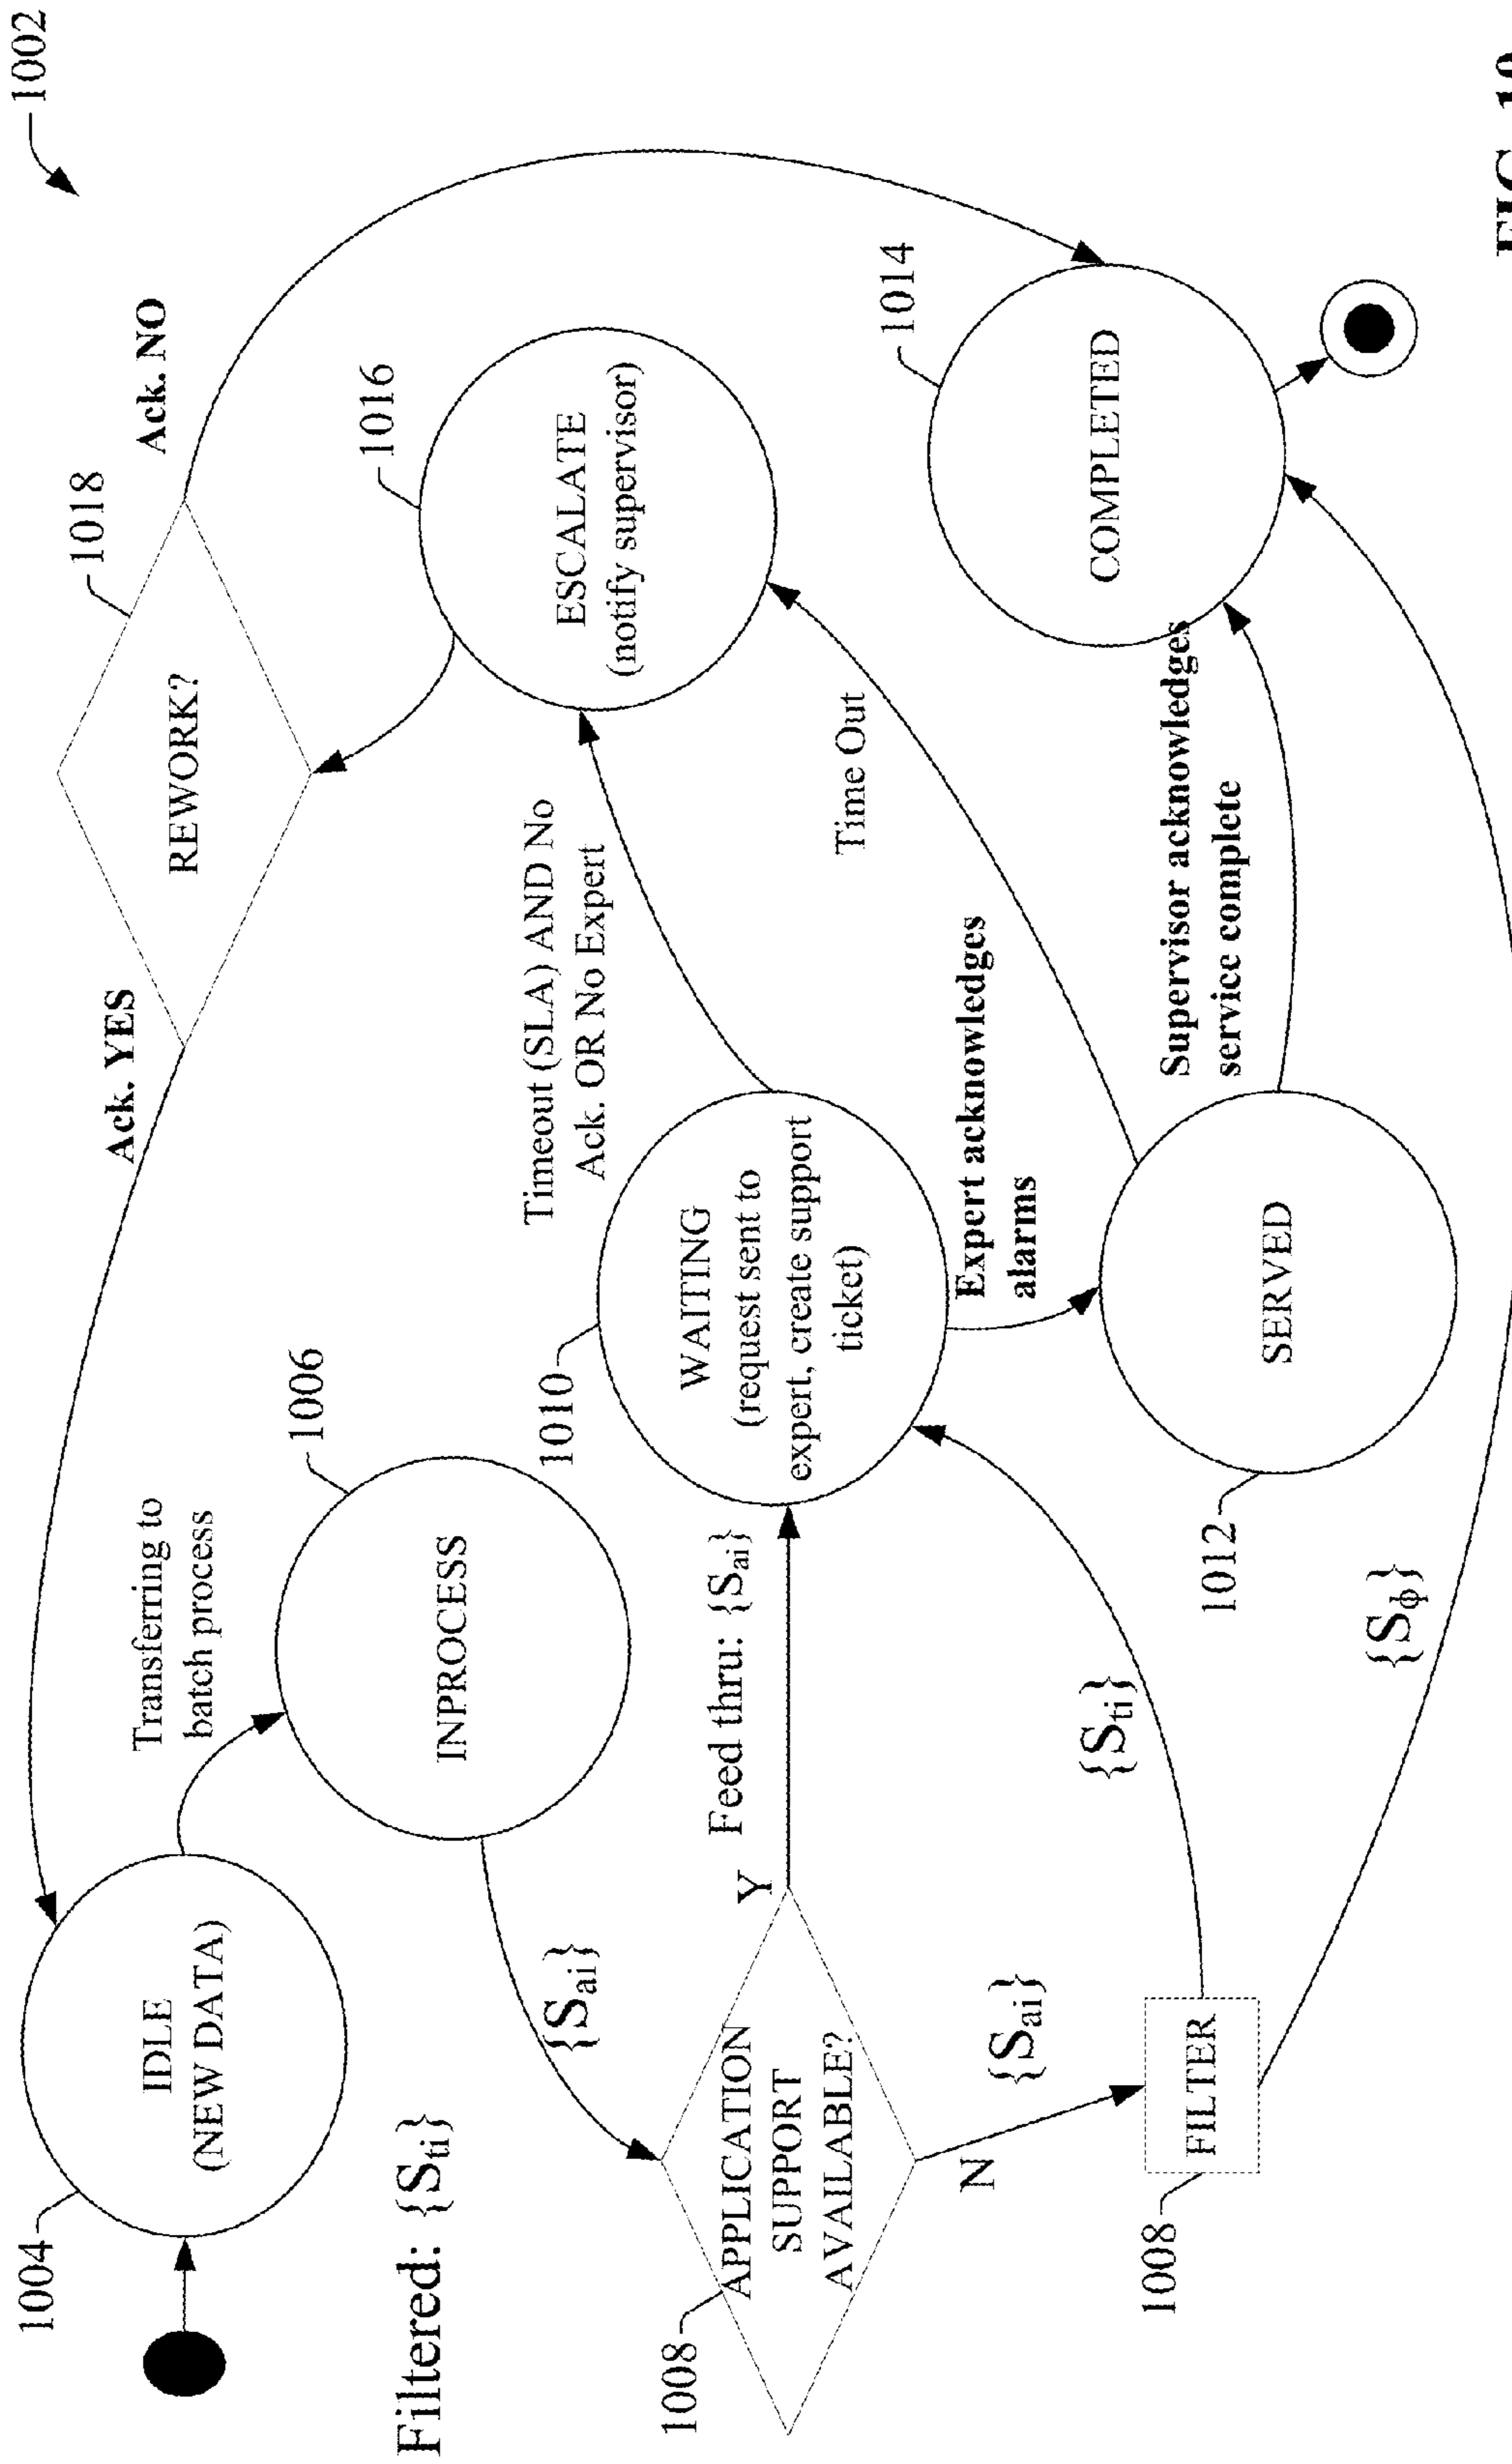 1002
1004
IDLE
(NEW DATA)
Ack. YES
1018
REWORK?
Ack. NO
Transferring to
batch process
1006
INPROCESS
Filtered: {Sti}
{Sai}
1016
ESCALATE
(notify supervisor)
Timeout (SLA) AND No
Ack. OR No Expert
1010
WAITING
(request sent to
expert, create support
ticket)
1008
APPLICATION
SUPPORT
AVAILABLE?
Y
Feed thru: {Sai}
N
{Sai}
1008
FILTER
{Sti}
{Sϕ}
Expert acknowledges
alarms
Time Out
1012
SERVED
Supervisor acknowledges
service complete
1014
COMPLETED